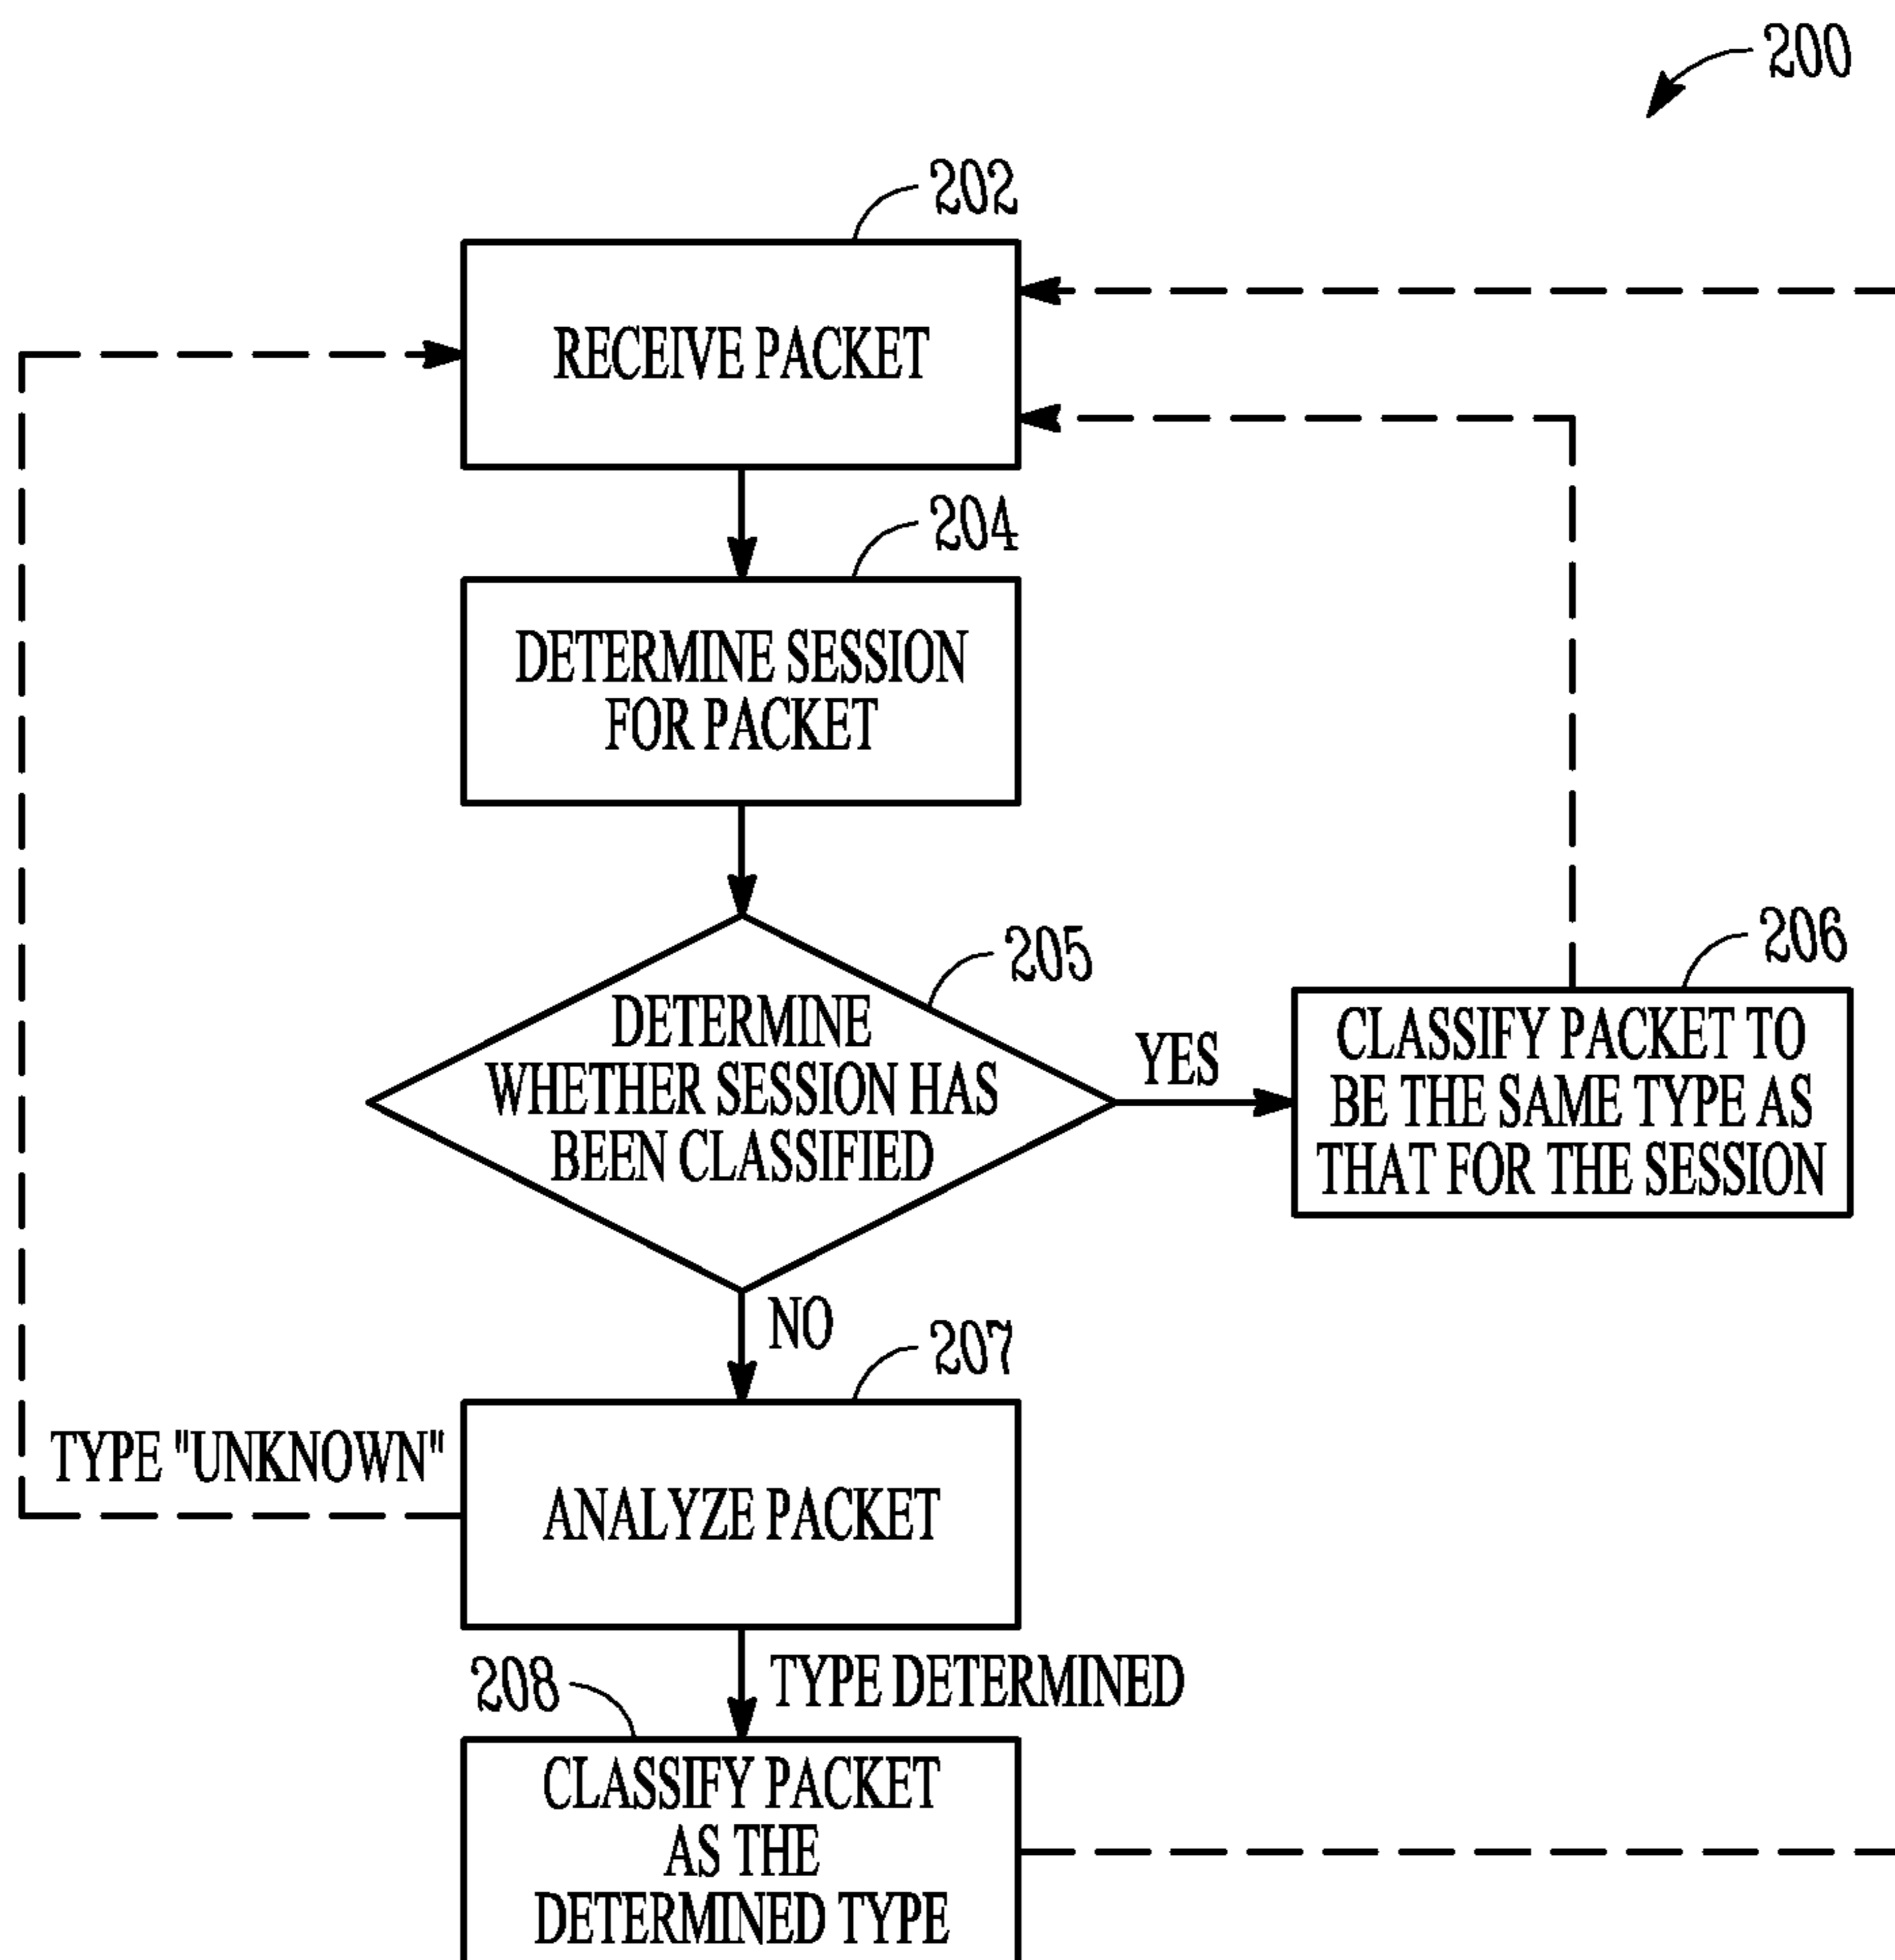 200
202
RECEIVE PACKET
204
DETERMINE SESSION
FOR PACKET
205
DETERMINE
WHETHER SESSION HAS
BEEN CLASSIFIED
YES
206
CLASSIFY PACKET TO
BE THE SAME TYPE AS
THAT FOR THE SESSION
NO
207
TYPE "UNKNOWN"
ANALYZE PACKET
208
TYPE DETERMINED
CLASSIFY PACKET
AS THE
DETERMINED TYPE